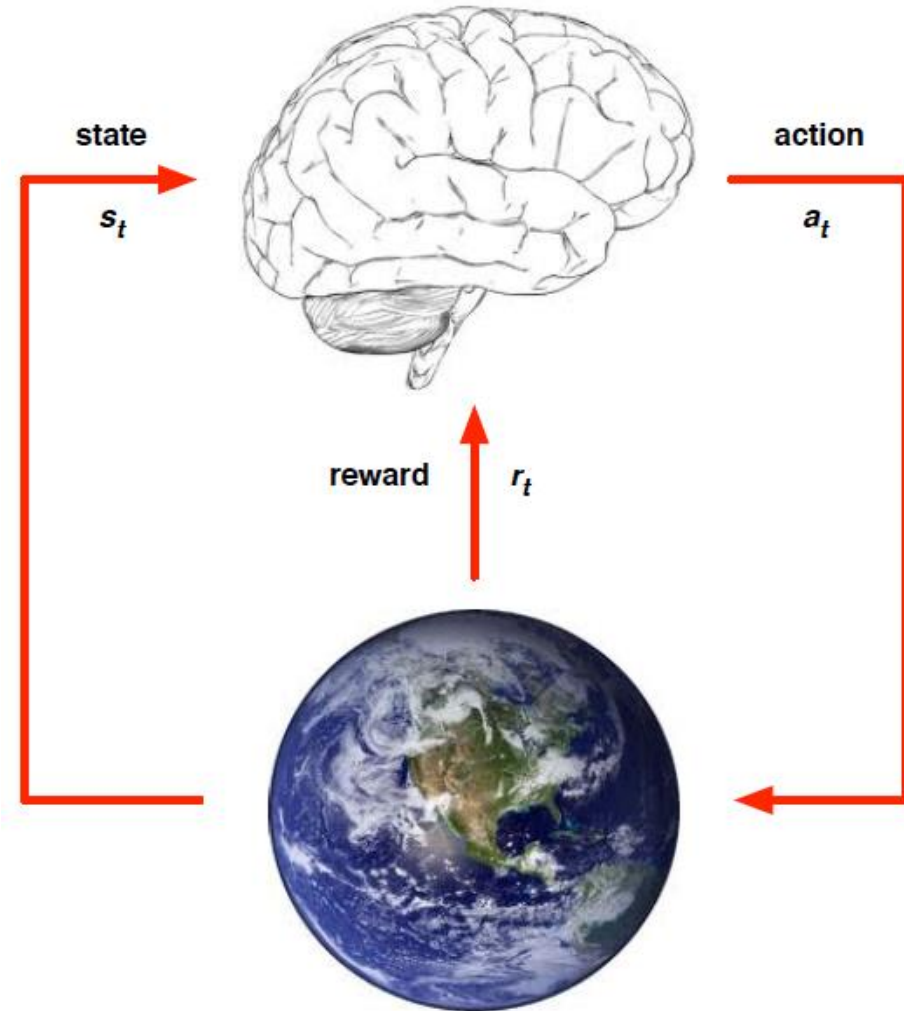 state
s_t
action
a_t
reward r_t